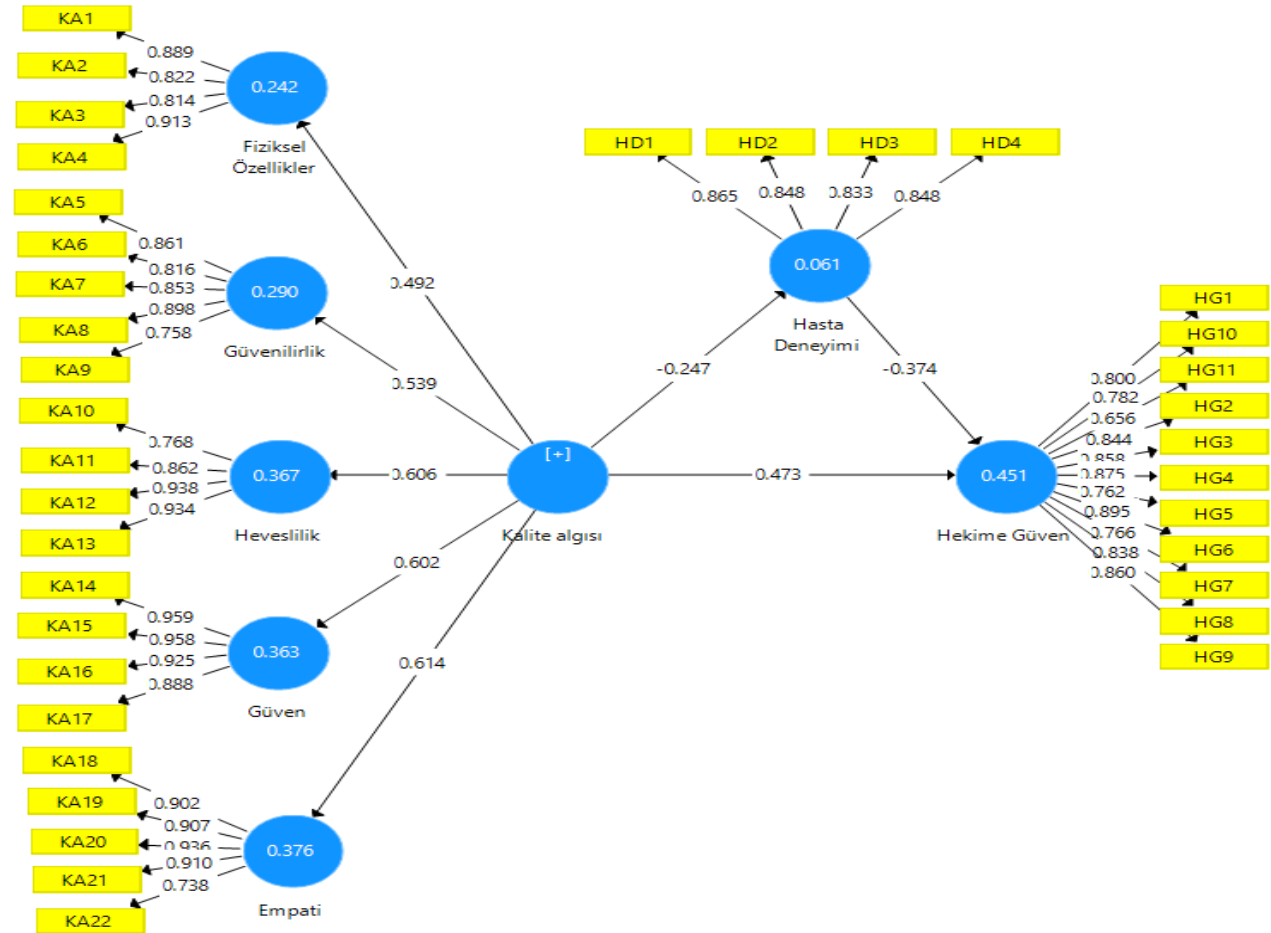 KA1
KA2
KA3
KA4
0.889
0.822
0.814
0.913
0.242
Fiziksel
Özellikler
KA5
KA6
KA7
KA8
KA9
0.861
0.816
0.853
0.898
0.758
0.290
Güvenilirlik
KA10
KA11
KA12
KA13
0.768
0.862
0.938
0.934
0.367
Heveslilik
KA14
KA15
KA16
KA17
0.959
0.958
0.925
0.888
0.363
Güven
KA18
KA19
KA20
KA21
KA22
0.902
0.907
0.936
0.910
0.738
0.376
Empati
0.492
0.539
0.606
0.602
0.614
[+]
Kalite algısı
-0.247
0.473
HD1
HD2
HD3
HD4
0.865
0.848
0.833
0.848
0.061
Hasta
Deneyimi
-0.374
0.451
Hekime Güven
0.800
0.782
0.656
0.844
0.858
0.875
0.762
0.895
0.766
0.838
0.860
HG1
HG10
HG11
HG2
HG3
HG4
HG5
HG6
HG7
HG8
HG9